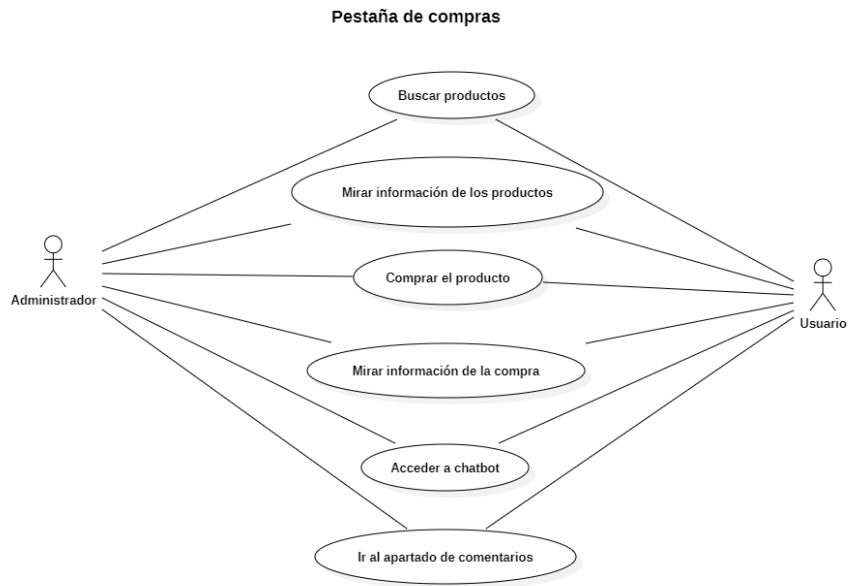 Pestaña de compras
Buscar productos
Mirar información de los productos
Comprar el producto
Administrador
Usuario
Mirar información de la compra
Acceder a chatbot
Ir al apartado de comentarios